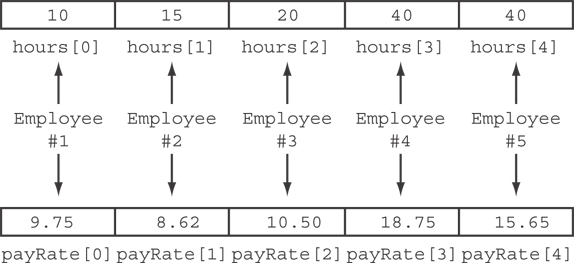 10 15 20 40 40
hours[0] hours[1] hours[2] hours[3] hours[4]
Employee Employee Employee Employee Employee
#1 #2 #3 #4 #5
9.75 8.62 10.50 18.75 15.65
payRate[0] payRate[1] payRate[2] payRate[3] payRate[4]